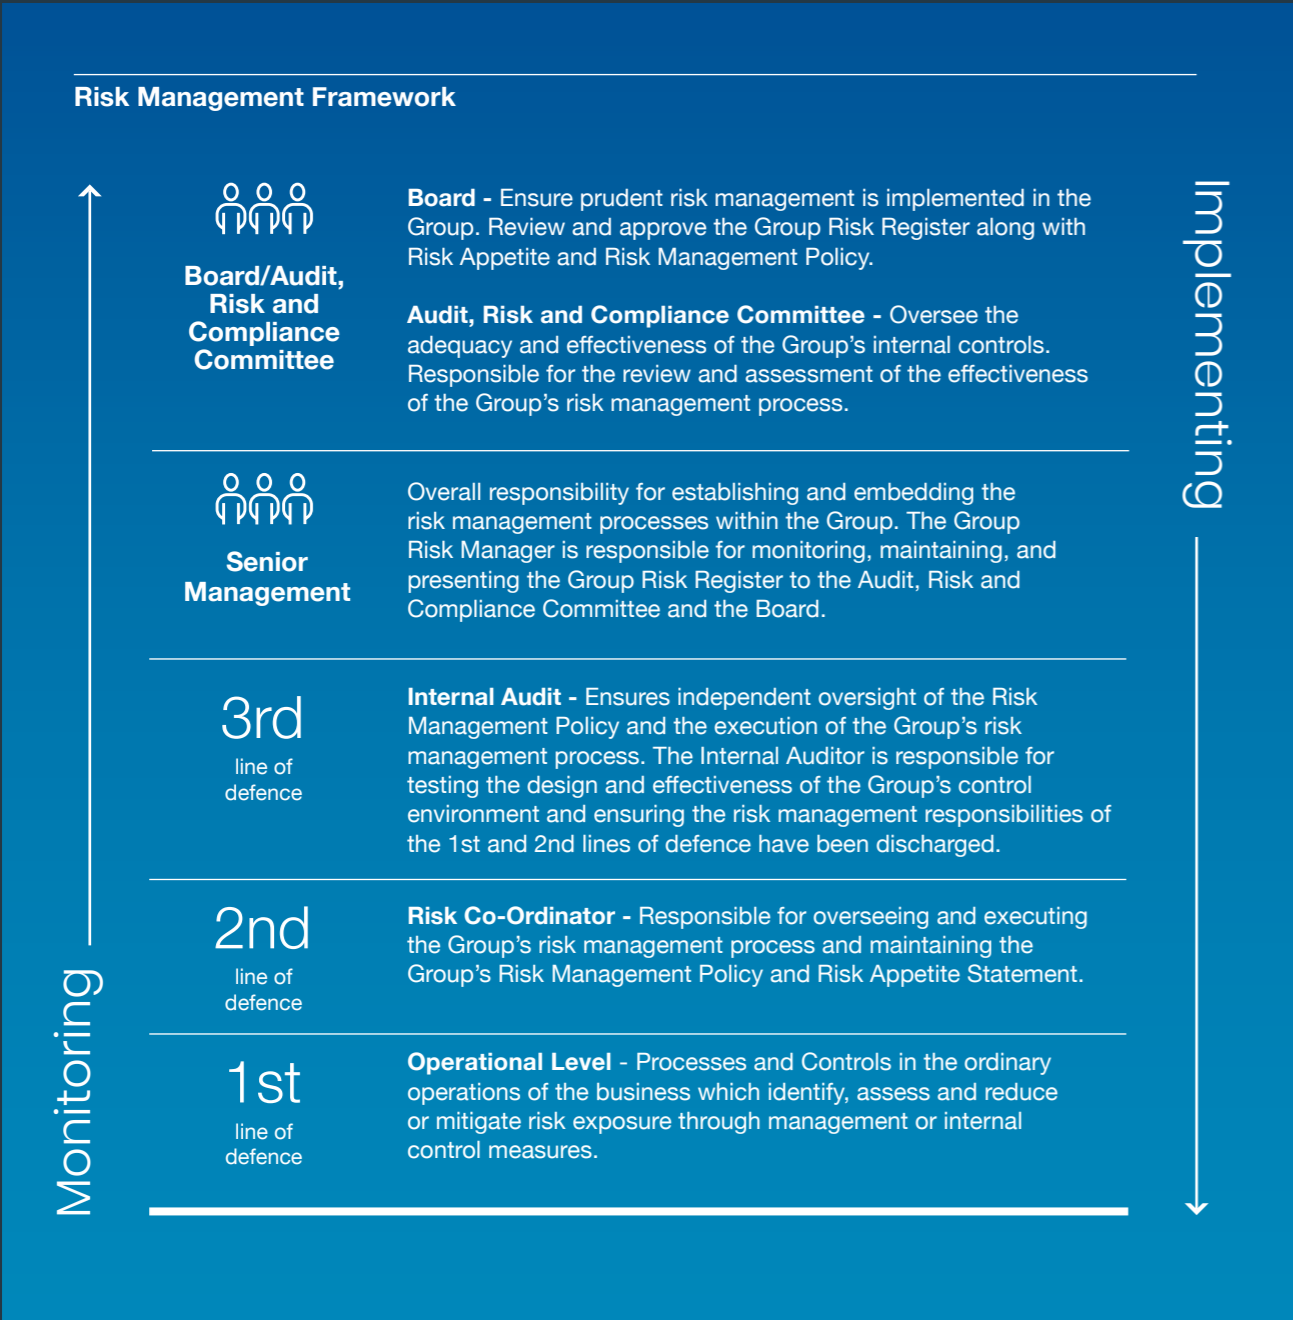 Risk Management Framework
Board/Audit,
Risk and
Compliance
Committee
Board - Ensure prudent risk management is implemented in the
Group. Review and approve the Group Risk Register along with
Risk Appetite and Risk Management Policy.
Audit, Risk and Compliance Committee - Oversee the
adequacy and effectiveness of the Group’s internal controls.
Responsible for the review and assessment of the effectiveness
of the Group’s risk management process.
Senior
Management
Overall responsibility for establishing and embedding the
risk management processes within the Group. The Group
Risk Manager is responsible for monitoring, maintaining, and
presenting the Group Risk Register to the Audit, Risk and
Compliance Committee and the Board.
3rd
line of
defence
Internal Audit - Ensures independent oversight of the Risk
Management Policy and the execution of the Group’s risk
management process. The Internal Auditor is responsible for
testing the design and effectiveness of the Group’s control
environment and ensuring the risk management responsibilities of
the 1st and 2nd lines of defence have been discharged.
2nd
line of
defence
Risk Co-Ordinator - Responsible for overseeing and executing
the Group’s risk management process and maintaining the
Group’s Risk Management Policy and Risk Appetite Statement.
1st
line of
defence
Operational Level - Processes and Controls in the ordinary
operations of the business which identify, assess and reduce
or mitigate risk exposure through management or internal
control measures.
Monitoring
Implementing